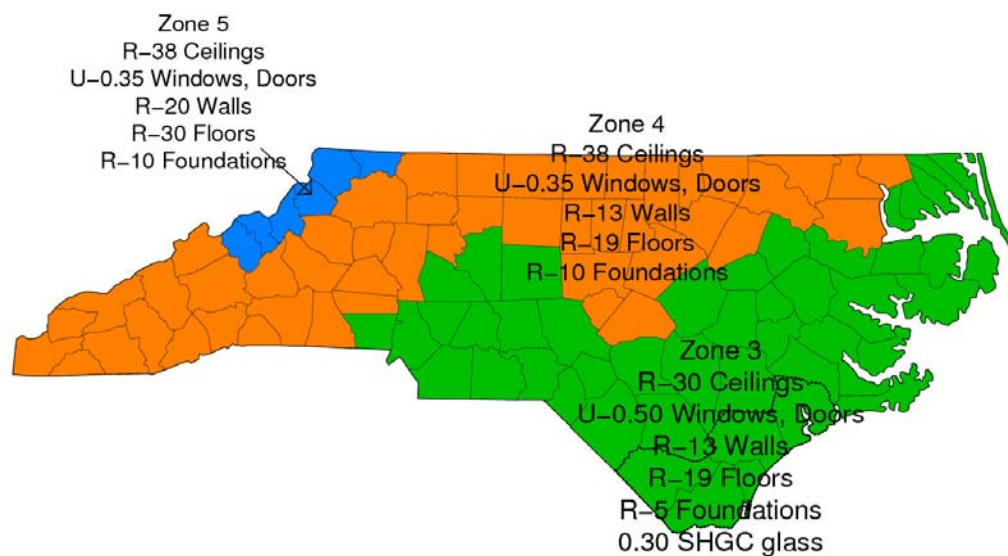 Zone 5
R−38 Ceilings
U−0.35 Windows, Doors
R−20 Walls
R−30 Floors
R−10 Foundations
Zone 4
R−38 Ceilings
U−0.35 Windows, Doors
R−13 Walls
R−19 Floors
R−10 Foundations
Zone 3
R−30 Ceilings
U−0.50 Windows, Doors
R−13 Walls
R−19 Floors
R−5 Foundations
0.30 SHGC glass